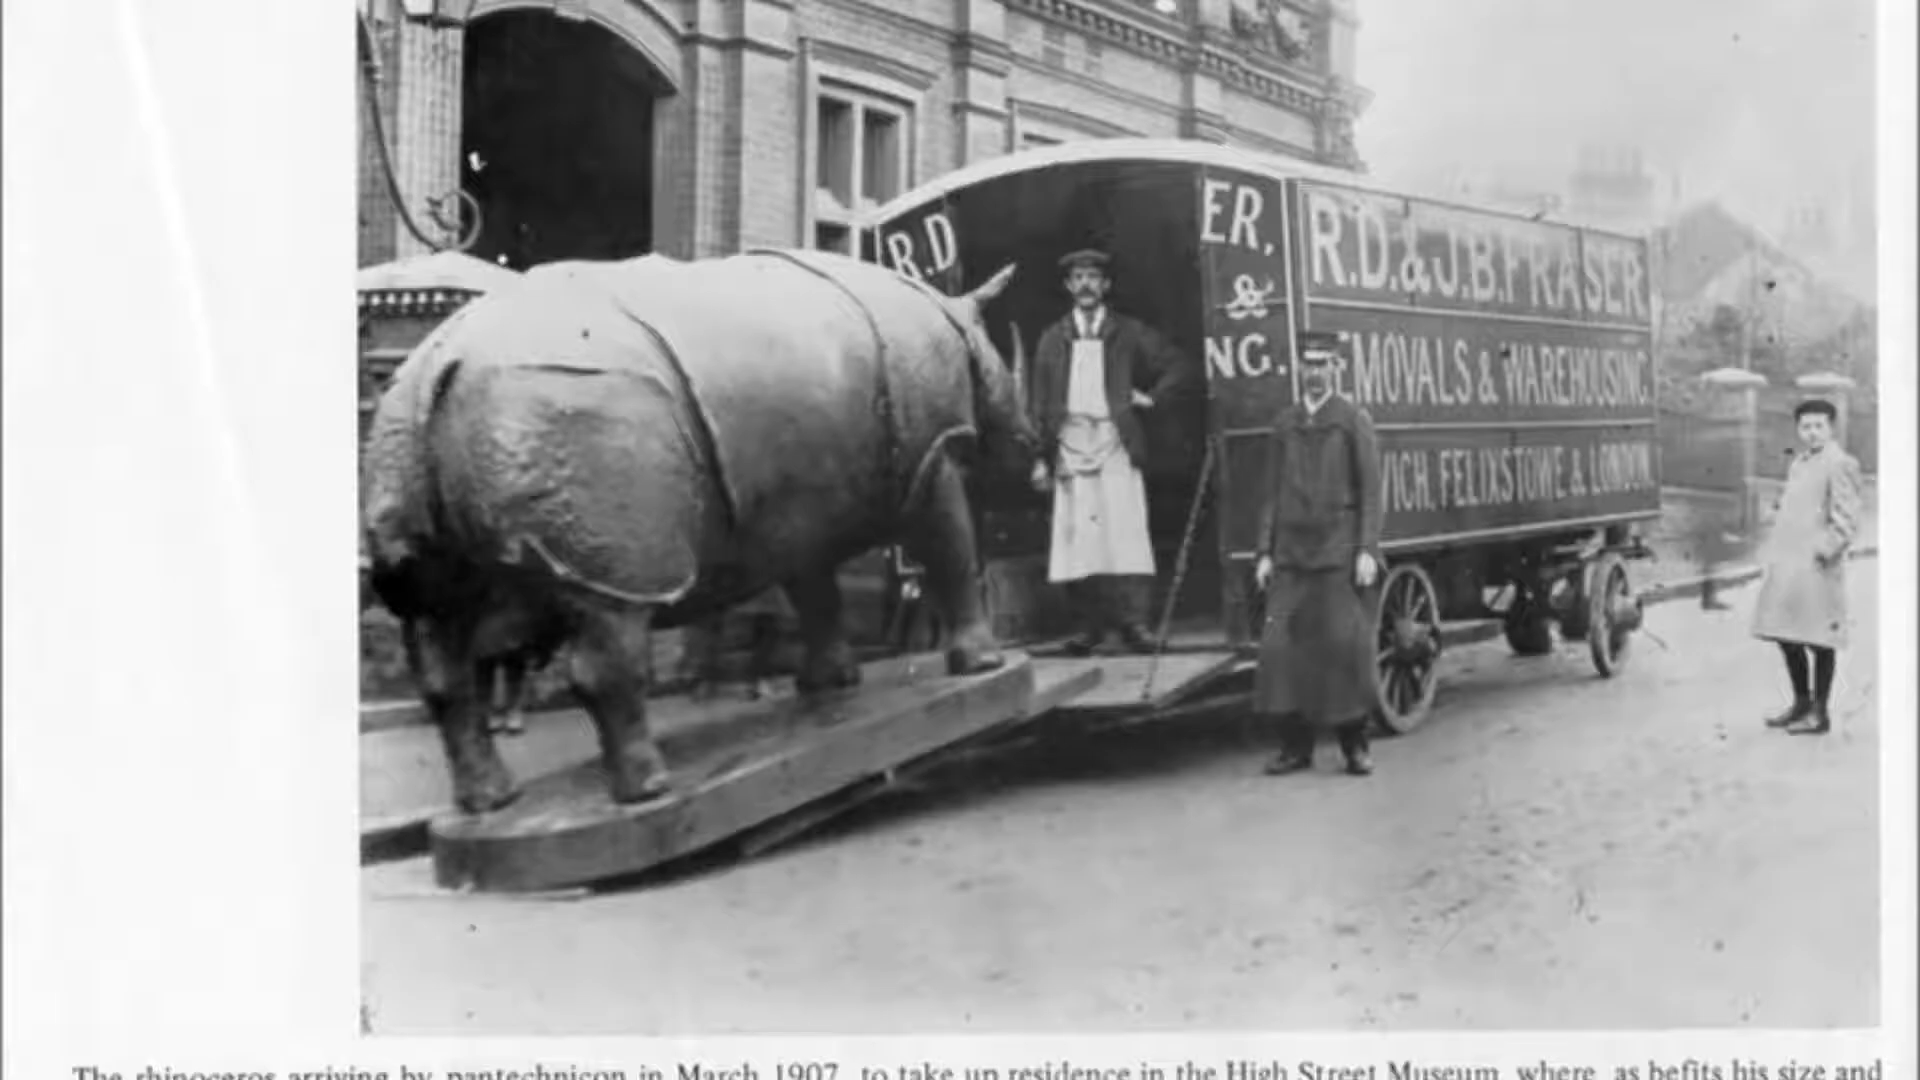 R.D
ER,
&
NG.
R.D.&J.B.FRASER.
EMOVALS & WAREHOUSING.
WICH, FELIXSTOWE & LONDON.
The rhinoceros arriving by pantechnicon in March 1907, to take up residence in the High Street Museum, where, as befits his size and